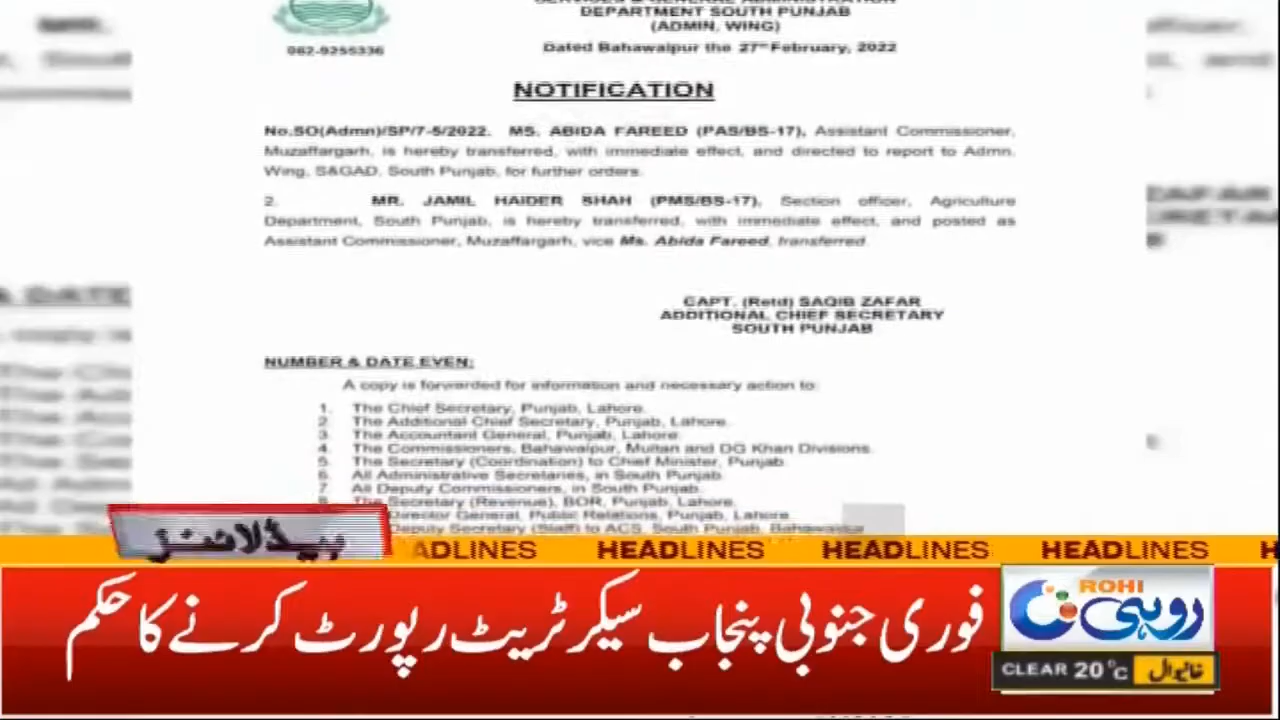 DEPARTMENT SOUTH PUNJAB
(ADMIN, WING)
062-9255336
Dated Bahawalpur the 27th February, 2022
NOTIFICATION
No.SO(Admn)/SP/7-5/2022. MS. ABIDA FAREED (PAS/BS-17), Assistant Commissioner,
Muzaffargarh, is hereby transferred, with immediate effect, and directed to report to Admn.
Wing, S&GAD, South Punjab, for further orders.
2. MR. JAMIL HAIDER SHAH (PMS/BS-17), Section officer, Agriculture
Department, South Punjab, is hereby transferred, with immediate effect, and posted as
Assistant Commissioner, Muzaffargarh, vice Ms. Abida Fareed, transferred.
CAPT. (Retd) SAQIB ZAFAR
ADDITIONAL CHIEF SECRETARY
SOUTH PUNJAB
NUMBER & DATE EVEN:
A copy is forwarded for information and necessary action to:
1. The Chief Secretary, Punjab, Lahore.
2. The Additional Chief Secretary, Punjab, Lahore.
3. The Accountant General, Punjab, Lahore.
4. The Commissioners, Bahawalpur, Multan and DG Khan Divisions.
5. The Secretary (Coordination) to Chief Minister, Punjab.
6. All Administrative Secretaries, in South Punjab.
7. All Deputy Commissioners, in South Punjab.
8. The Secretary (Revenue), BOR, Punjab, Lahore.
Director General, Public Relations, Punjab, Lahore.
Deputy Secretary (Staff) to ACS, South Punjab, Bahawalpur
ہیڈلائنز
ADLINES HEADLINES HEADLINES HEADLINES H
فوری جنوبی پنجاب سیکرٹریٹ رپورٹ کرنے کا حکم
ROHI
روہی
CLEAR 20°C خانیوال